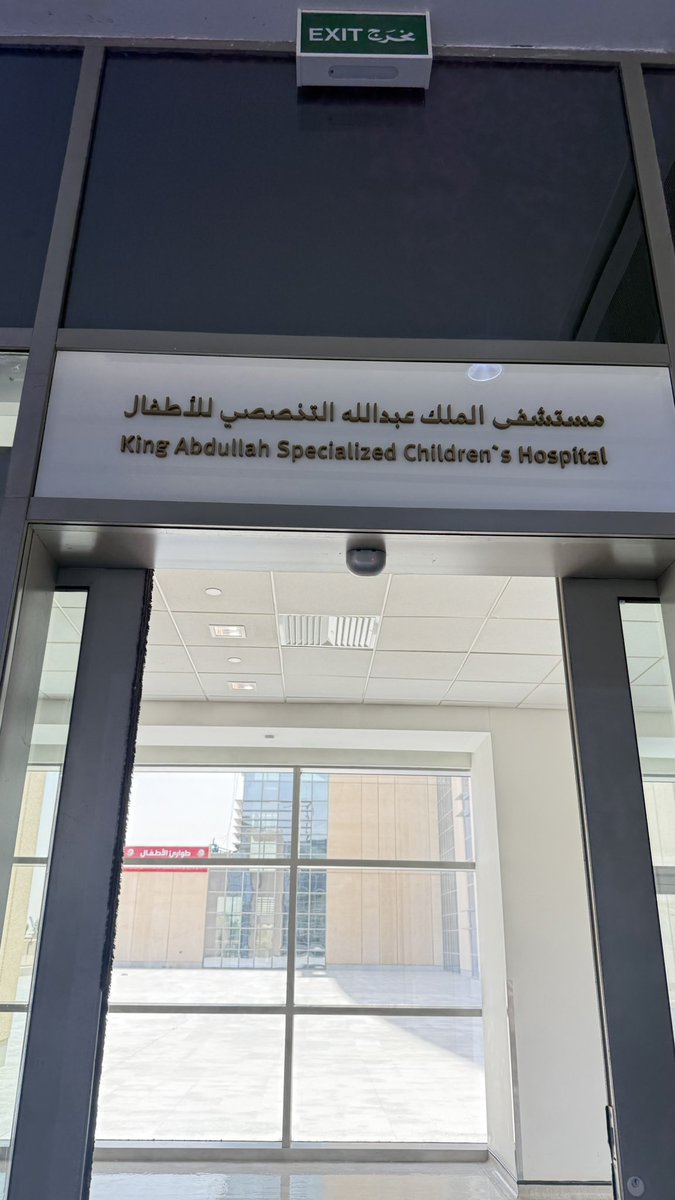 EXIT مخرج
مستشفى الملك عبدالله التخصصي للأطفال
King Abdullah Specialized Children`s Hospital
طوارئ الأطفال